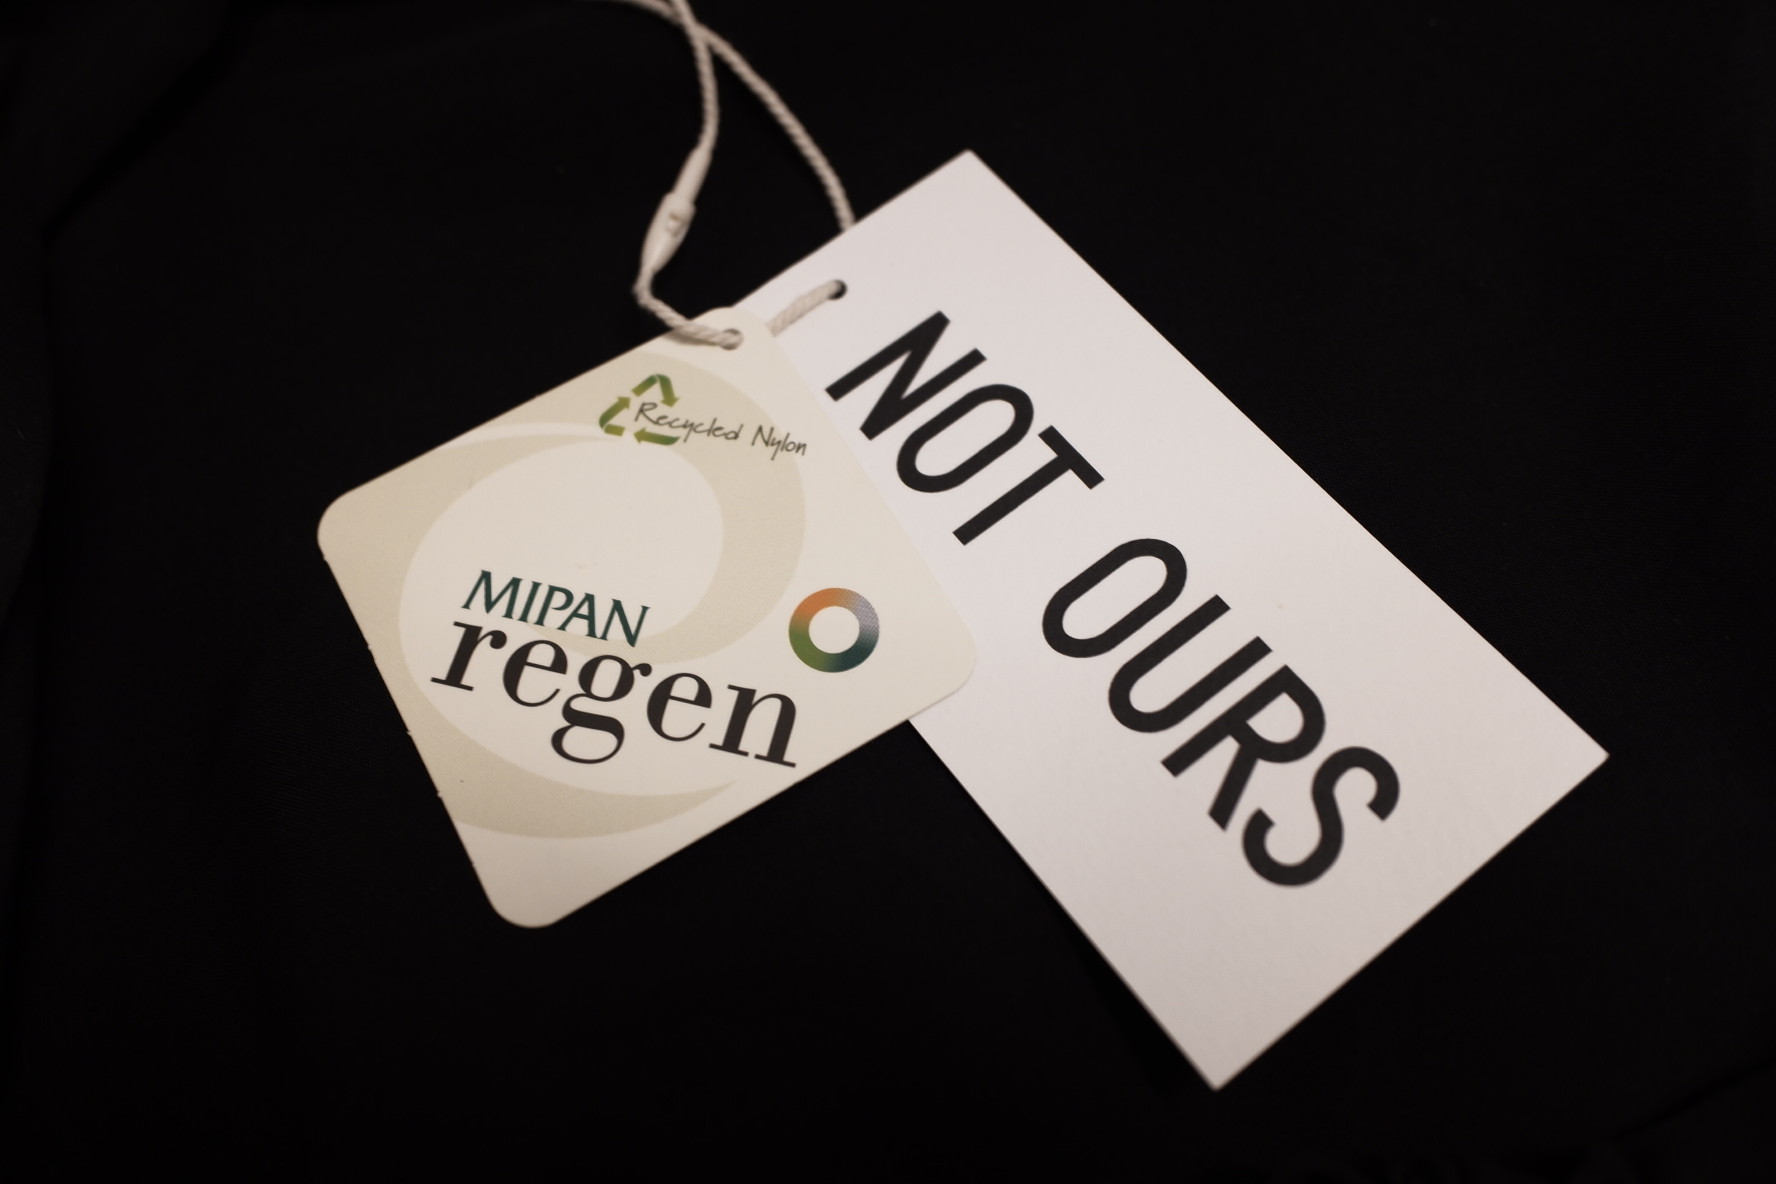 Recycled Nylon
MIPAN
regen
NOT OURS